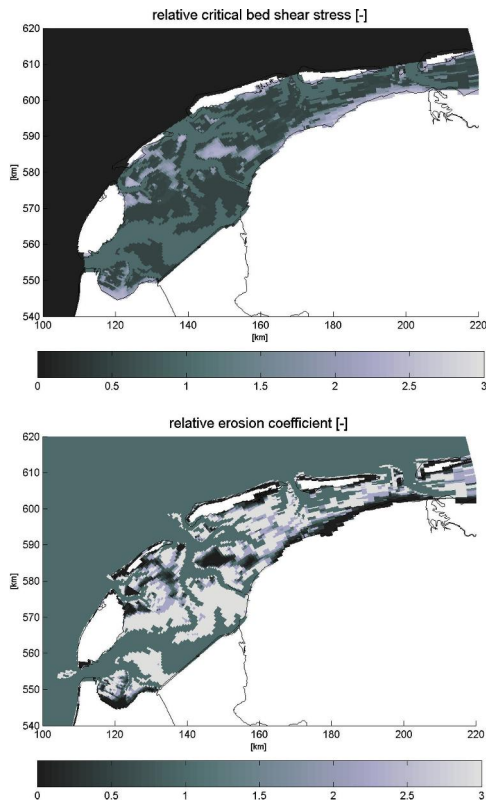 relative critical bed shear stress [-]
620
610
600
590
580
570
560
550
540
[km]
100 120 140 160 180 200 220
[km]
0 0.5 1 1.5 2 2.5 3
relative erosion coefficient [-]
620
610
600
590
580
570
560
550
540
[km]
100 120 140 160 180 200 220
[km]
0 0.5 1 1.5 2 2.5 3